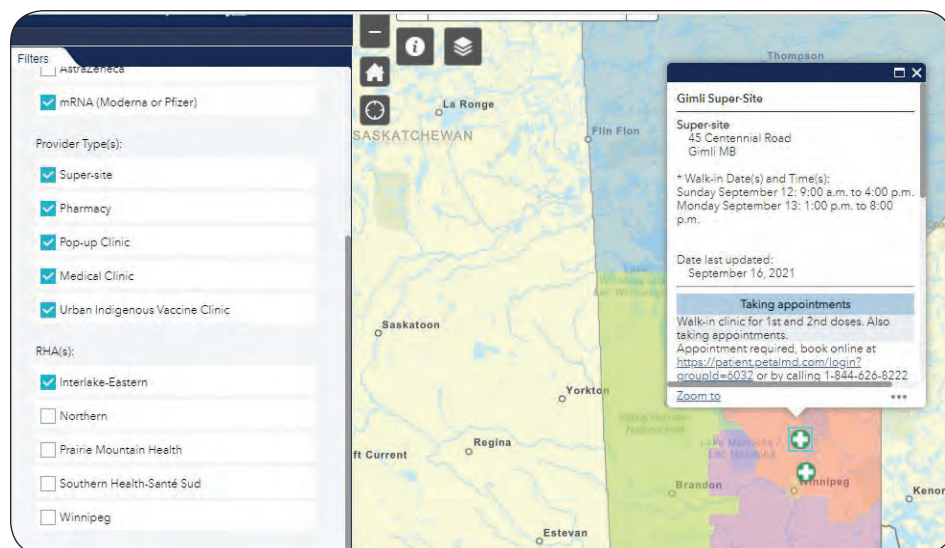 Filters
AstraZeneca
mRNA (Moderna or Pfizer)
Provider Type(s):
Super-site
Pharmacy
Pop-up Clinic
Medical Clinic
Urban Indigenous Vaccine Clinic
RHA(s):
Interlake-Eastern
Northern
Prairie Mountain Health
Southern Health-Santé Sud
Winnipeg
Thompson
La Ronge
Flin Flon
SASKATCHEWAN
Saskatoon
Yorkton
Regina
ft Current
Estevan
Brandon
Lake Manitoba /
Lac Manitoba
Winnipeg
Kenor
Gimli Super-Site
Super-site
45 Centennial Road
Gimli MB
* Walk-in Date(s) and Time(s):
Sunday September 12: 9:00 a.m. to 4:00 p.m.
Monday September 13: 1:00 p.m. to 8:00
p.m.
Date last updated:
September 16, 2021
Taking appointments
Walk-in clinic for 1st and 2nd doses. Also
taking appointments.
Appointment required, book online at
https://patient.petalmd.com/login?
groupId=6032 or by calling 1-844-626-8222
Zoom to